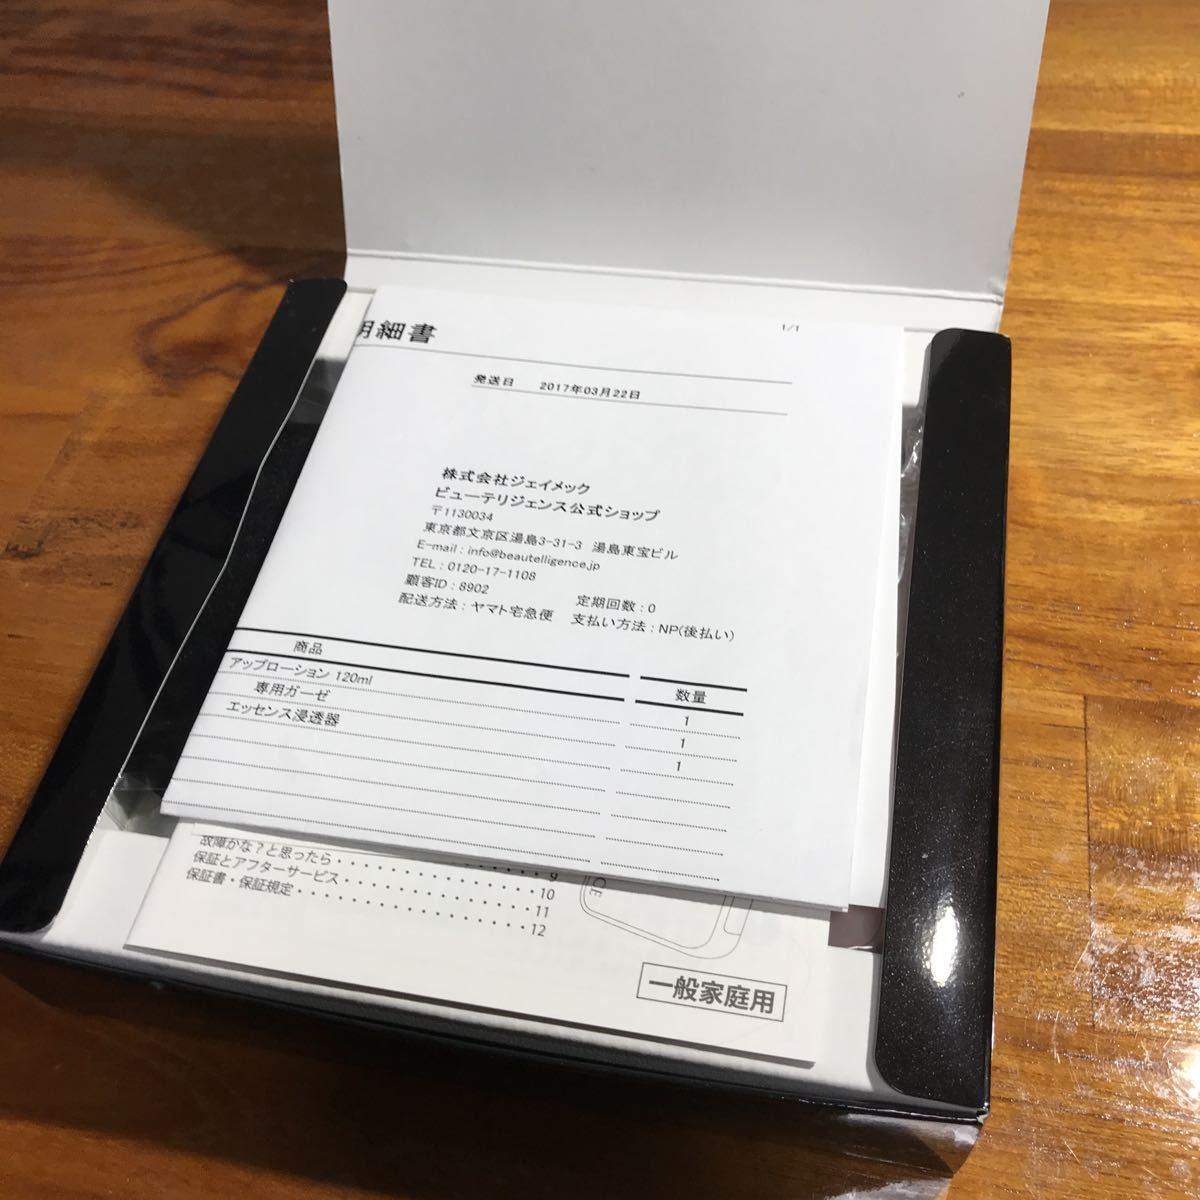 明細書
1/1
発送日 2017年03月22日
株式会社ジェイメック
ビューテリジェンス公式ショップ
〒1130034
東京都文京区湯島3-31-3 湯島東宝ビル
E-mail : info@beautelligence.jp
TEL : 0120-17-1108
顧客ID : 8902 定期回数 : 0
配送方法 : ヤマト宅急便 支払い方法 : NP(後払い)
商品 数量
アップローション 120ml 1
専用ガーゼ 1
エッセンス浸透器 1
故障かな？と思ったら 9
保証とアフターサービス 10
保証書・保証規定 11
12
CE
一般家庭用